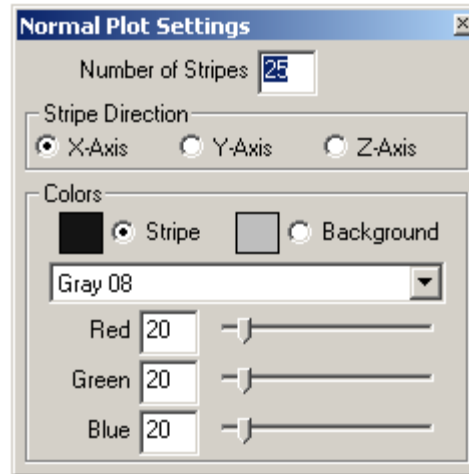 Normal Plot Settings
Number of Stripes 25
Stripe Direction
X-Axis Y-Axis Z-Axis
Colors
Stripe Background
Gray 08
Red 20
Green 20
Blue 20